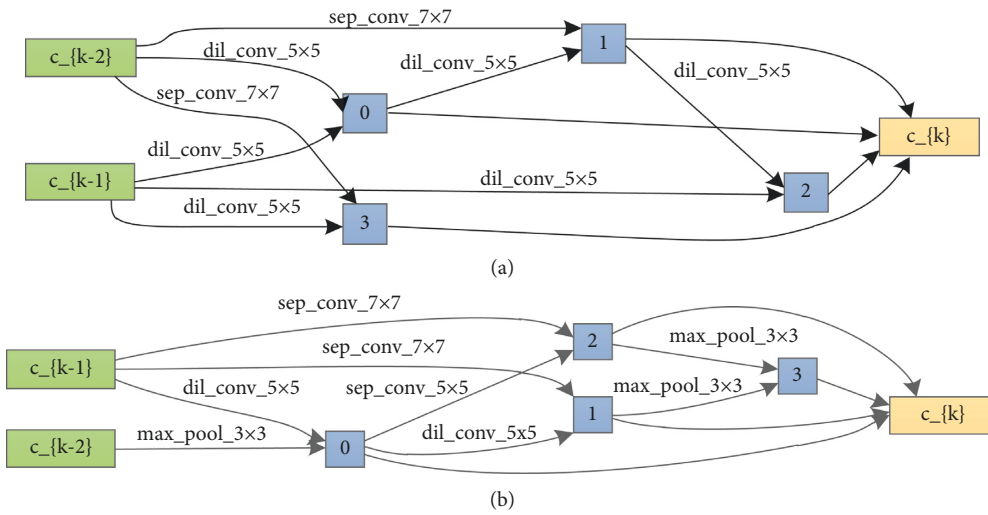 sep_conv_7×7
c_{k-2}
dil_conv_5×5
1
dil_conv_5×5
dil_conv_5×5
sep_conv_7×7
0
c_{k}
dil_conv_5×5
c_{k-1}
dil_conv_5×5
2
dil_conv_5×5
3
(a)
sep_conv_7×7
2
max_pool_3×3
sep_conv_7×7
c_{k-1}
3
dil_conv_5×5
sep_conv_5×5
max_pool_3×3
1
c_{k}
max_pool_3×3
dil_conv_5x5
c_{k-2}
0
(b)